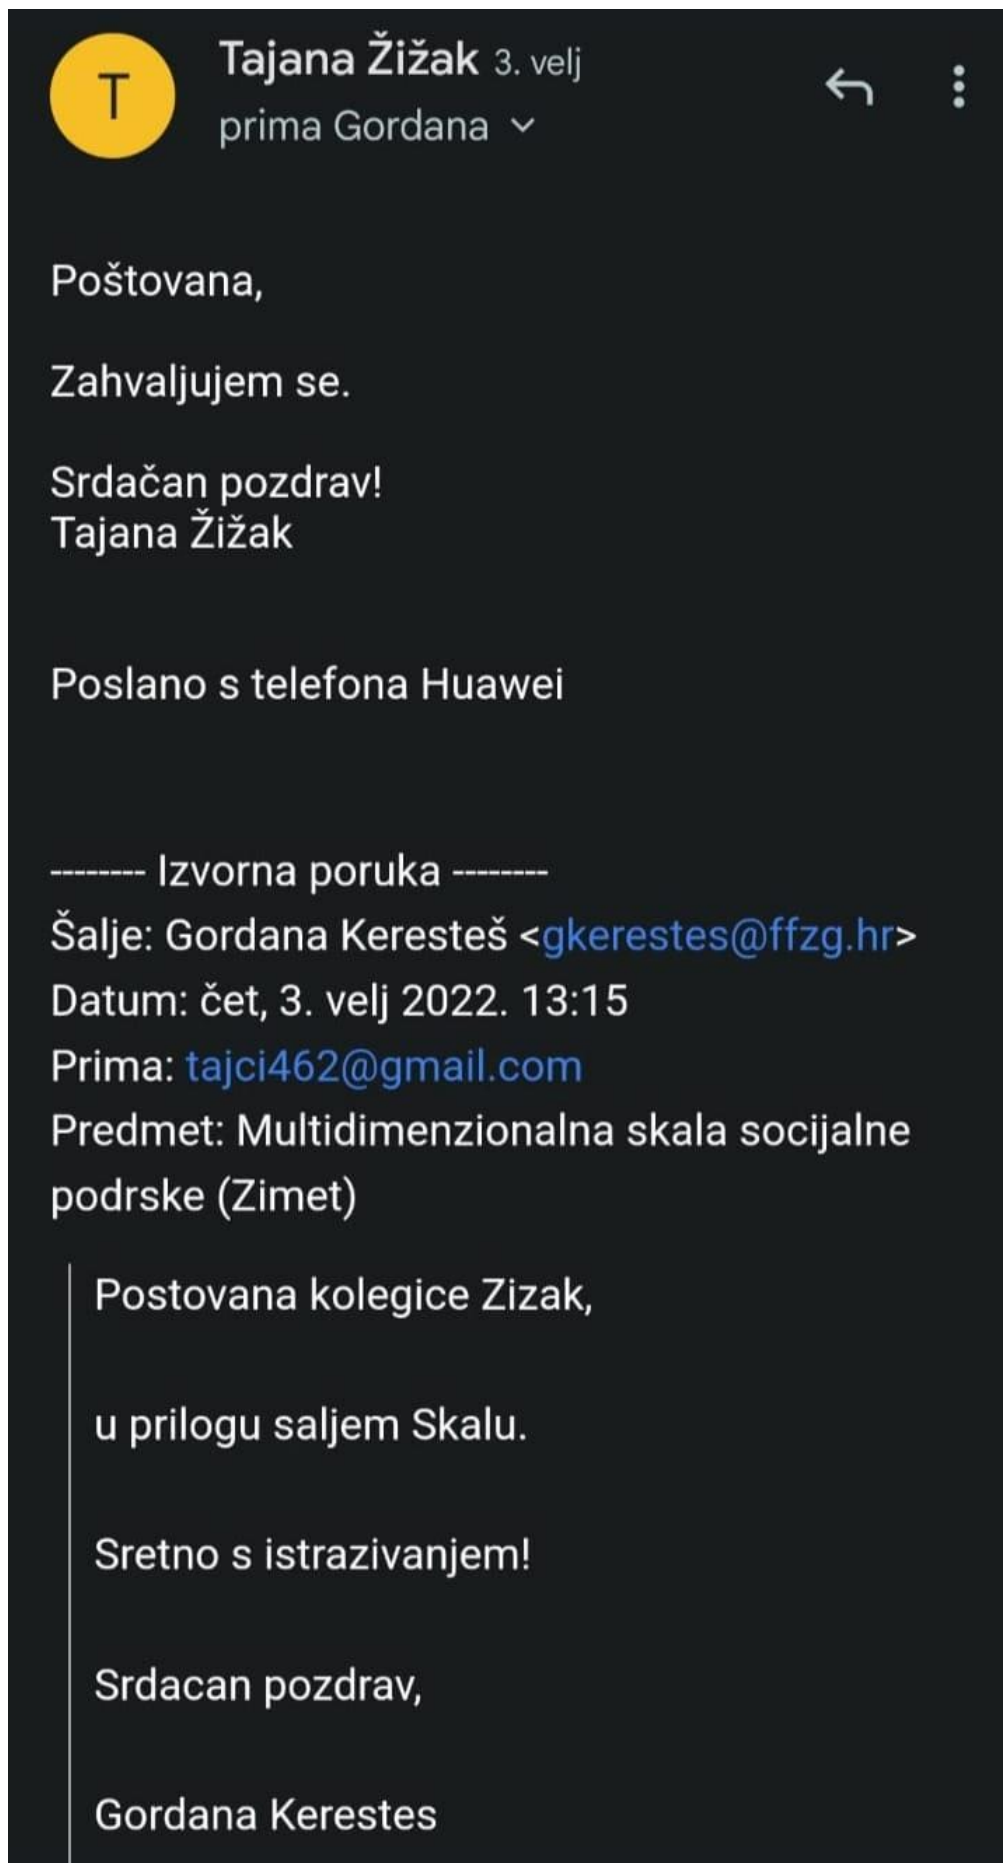 T
Tajana Žižak 3. velj
prima Gordana
Poštovana,
Zahvaljujem se.
Srdačan pozdrav!
Tajana Žižak
Poslano s telefona Huawei
-------- Izvorna poruka --------
Šalje: Gordana Keresteš <gkerestes@ffzg.hr>
Datum: čet, 3. velj 2022. 13:15
Prima: tajci462@gmail.com
Predmet: Multidimenzionalna skala socijalne
podrske (Zimet)
Postovana kolegice Zizak,
u prilogu saljem Skalu.
Sretno s istrazivanjem!
Srdacan pozdrav,
Gordana Kerestes